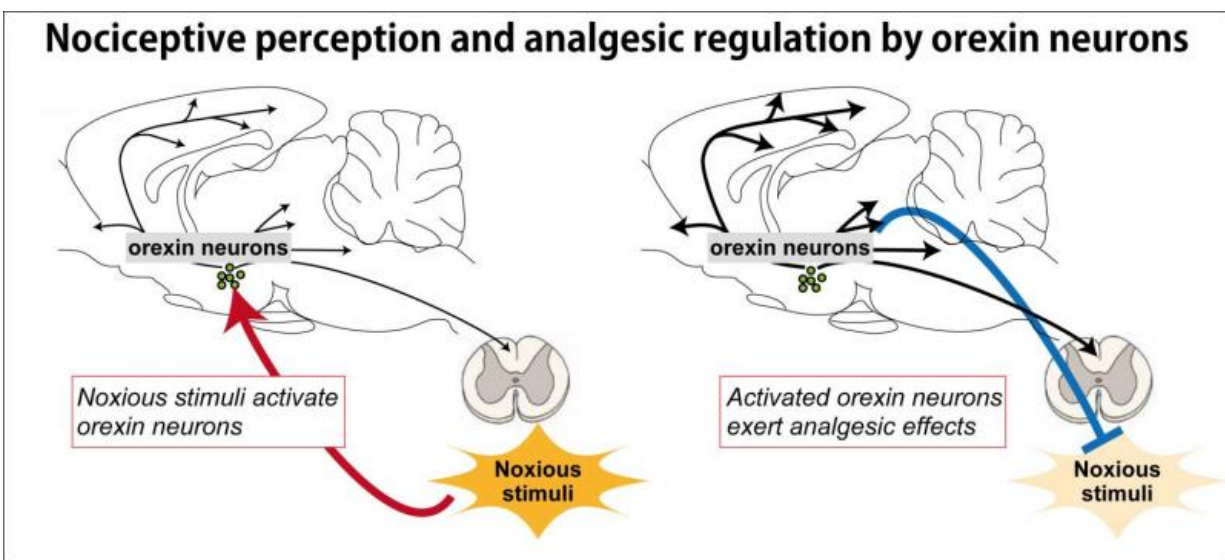 Nociceptive perception and analgesic regulation by orexin neurons
orexin neurons
Noxious stimuli activate
orexin neurons
Noxious
stimuli
orexin neurons
Activated orexin neurons
exert analgesic effects
Noxious
stimuli